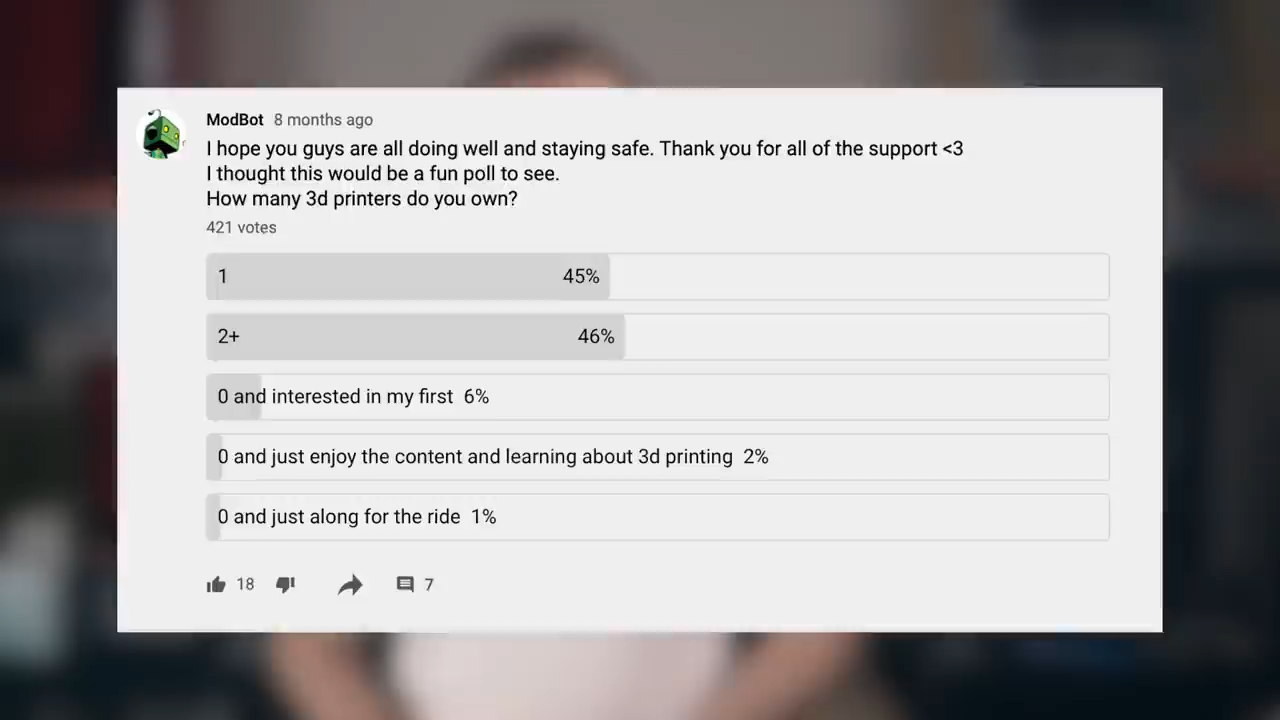 ModBot 8 months ago
I hope you guys are all doing well and staying safe. Thank you for all of the support <3
I thought this would be a fun poll to see.
How many 3d printers do you own?
421 votes
1 45%
2+ 46%
0 and interested in my first 6%
0 and just enjoy the content and learning about 3d printing 2%
0 and just along for the ride 1%
18 7